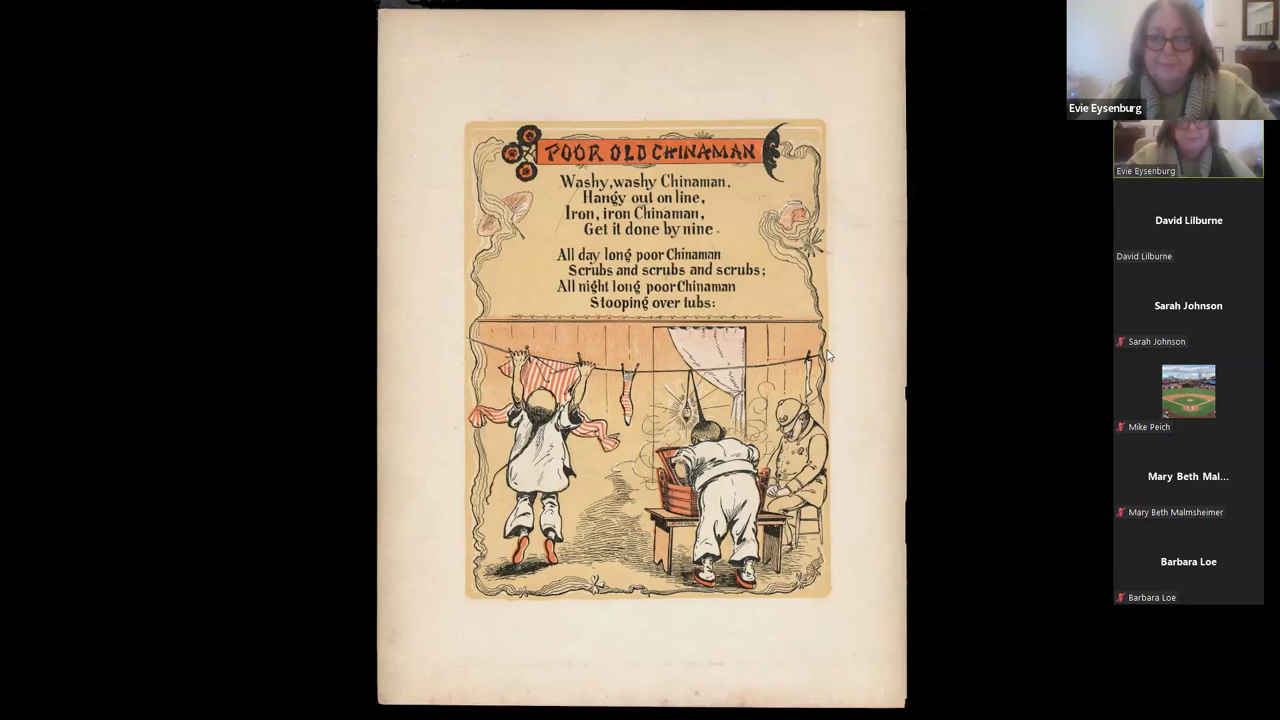 POOR OLD CHINAMAN
Washy, washy Chinaman,
Hangy out on line,
Iron, iron Chinaman,
Get it done by nine.
All day long poor Chinaman
Scrubs and scrubs and scrubs;
All night long poor Chinaman
Stooping over tubs:
Evie Eysenburg
Evie Eysenburg
David Lilburne
David Lilburne
Sarah Johnson
Sarah Johnson
Mike Peich
Mary Beth Mal...
Mary Beth Malmsheimer
Barbara Loe
Barbara Loe